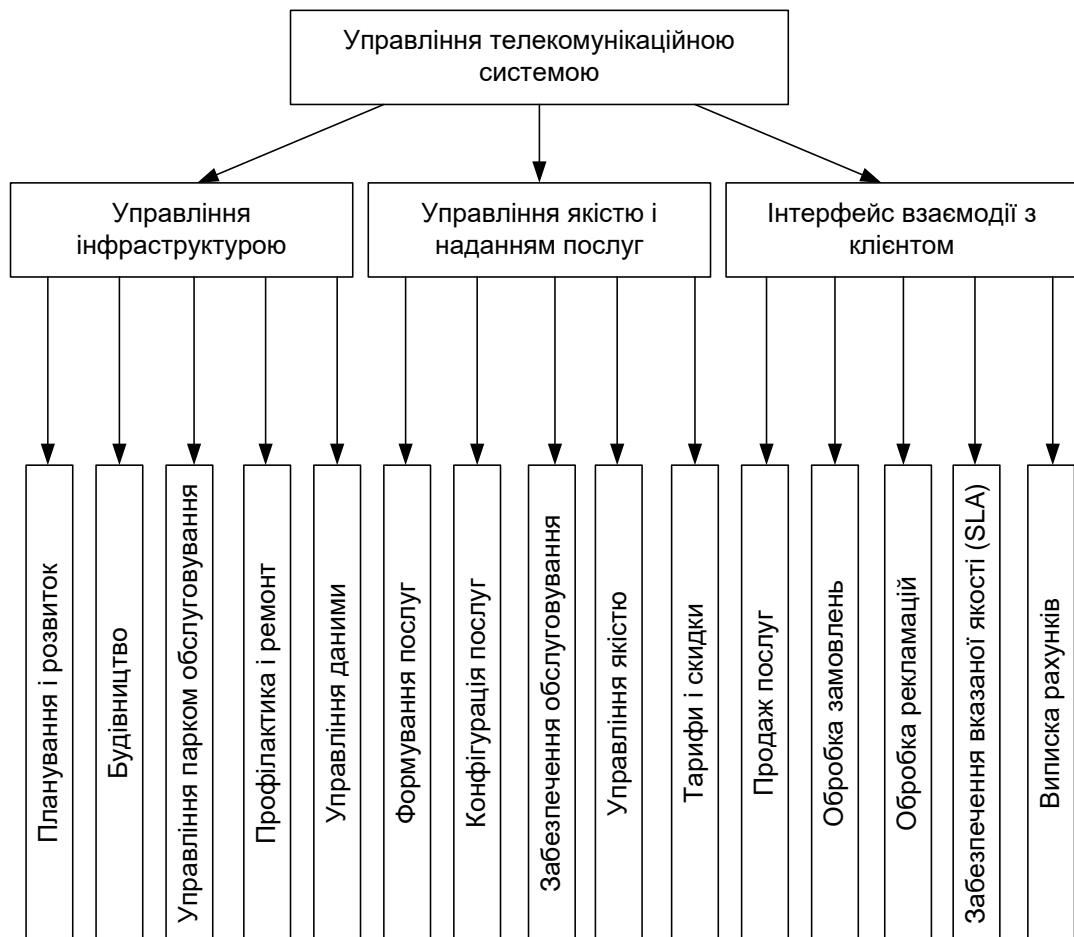 Управління телекомунікаційною
системою
Управління
інфраструктурою
Управління якістю і
наданням послуг
Інтерфейс взаємодії з
клієнтом
Планування і розвиток
Будівництво
Управління парком обслуговування
Профілактика і ремонт
Управління даними
Формування послуг
Конфігурація послуг
Забезпечення обслуговування
Управління якістю
Тарифи і скидки
Продаж послуг
Обробка замовлень
Обробка рекламацій
Забезпечення вказаної якості (SLA)
Виписка рахунків